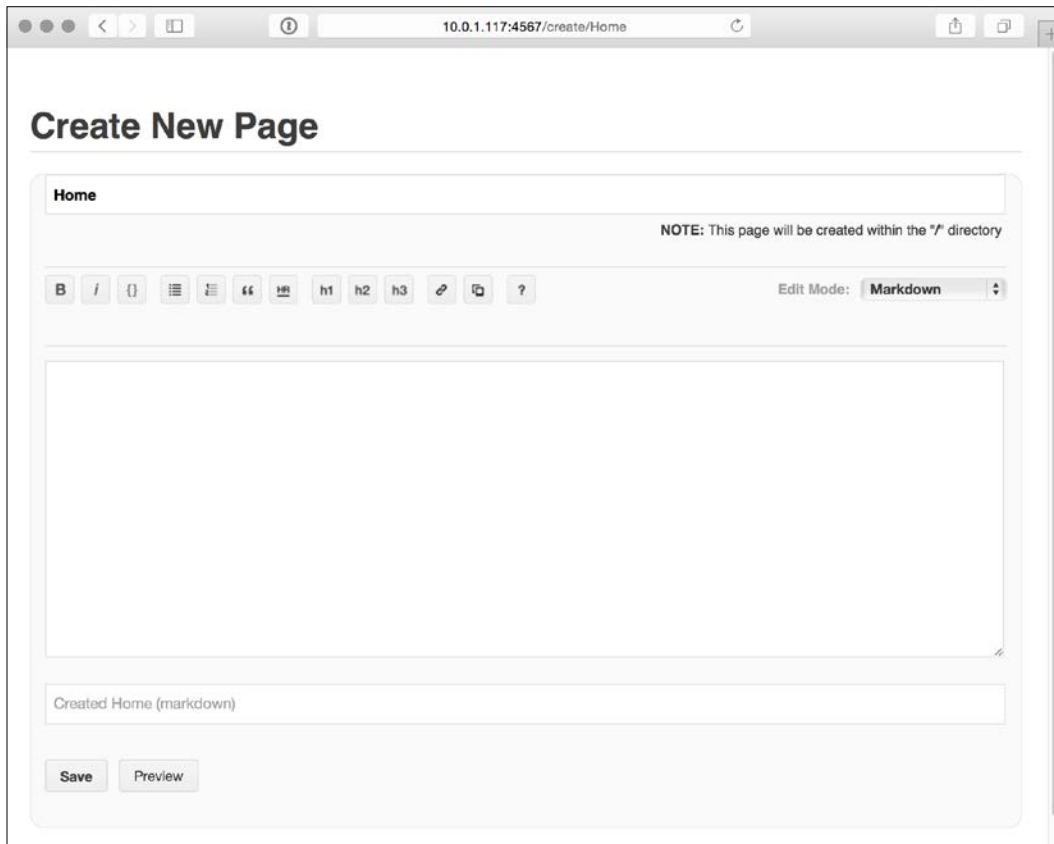 10.0.1.117:4567/create/Home
Create New Page
Home
NOTE: This page will be created within the "/" directory
B i {} “ HR h1 h2 h3 ? Edit Mode: Markdown
Created Home (markdown)
Save Preview